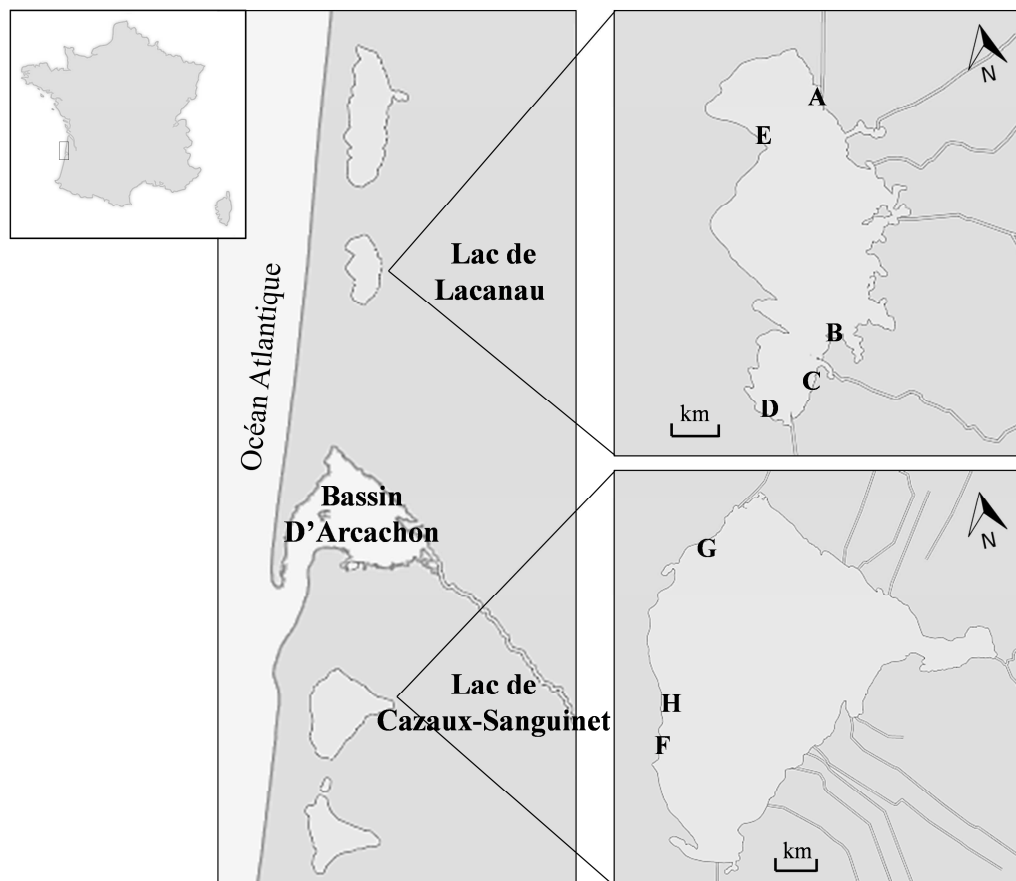 Océan Atlantique
Lac de
Lacanau
Bassin
D'Arcachon
Lac de
Cazaux-Sanguinet
A
E
B
C
D
km
N
G
H
F
km
N